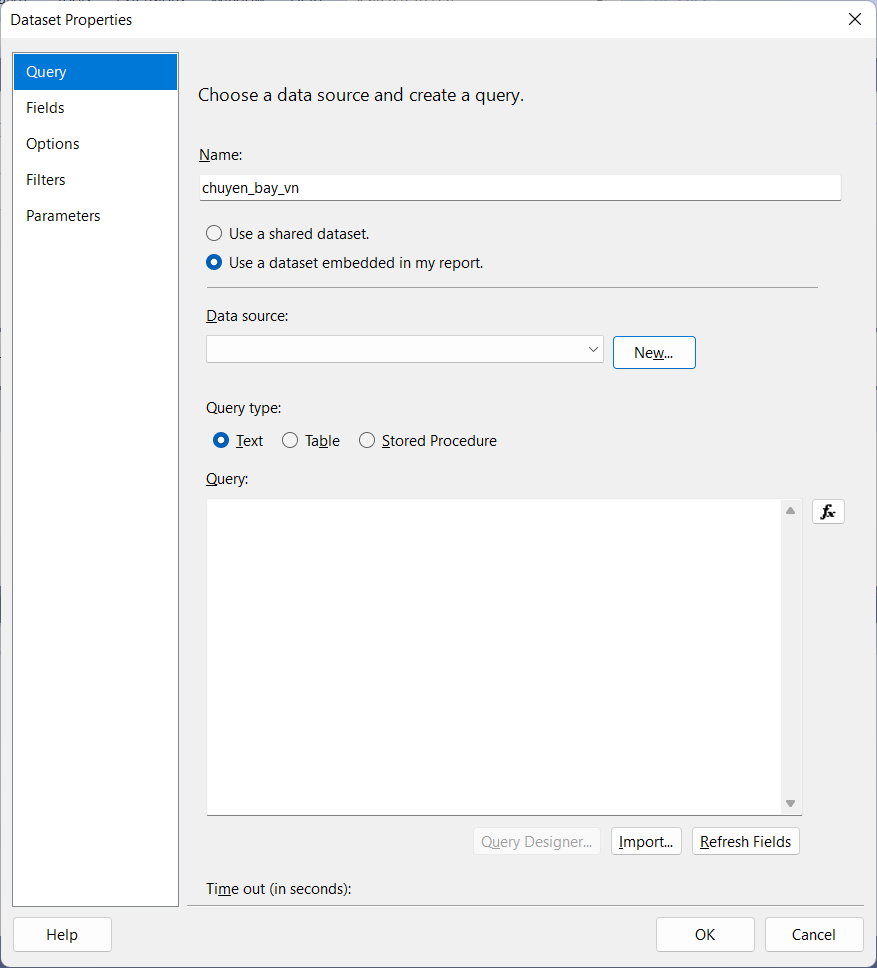 Dataset Properties
Query
Fields
Options
Filters
Parameters
Choose a data source and create a query.
Name:
chuyen_bay_vn
Use a shared dataset.
Use a dataset embedded in my report.
Data source:
New...
Query type:
Text Table Stored Procedure
Query:
fx
Query Designer... Import... Refresh Fields
Time out (in seconds):
Help OK Cancel